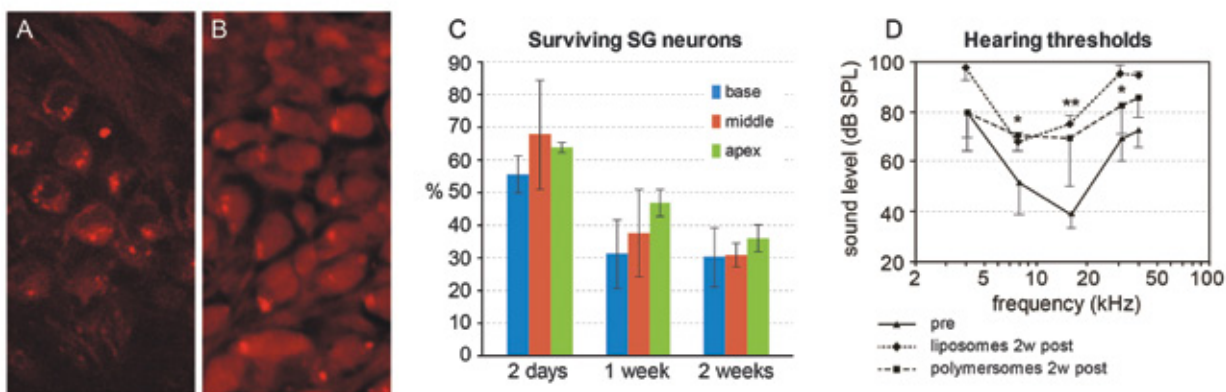 A
B
C
Surviving SG neurons
90
80
70
60
50
40
30
20
10
0
%
base
middle
apex
2 days
1 week
2 weeks
D
Hearing thresholds
100
80
60
40
20
sound level (dB SPL)
*
**
*
2
5
10
20
50
100
frequency (kHz)
pre
liposomes 2w post
polymersomes 2w post